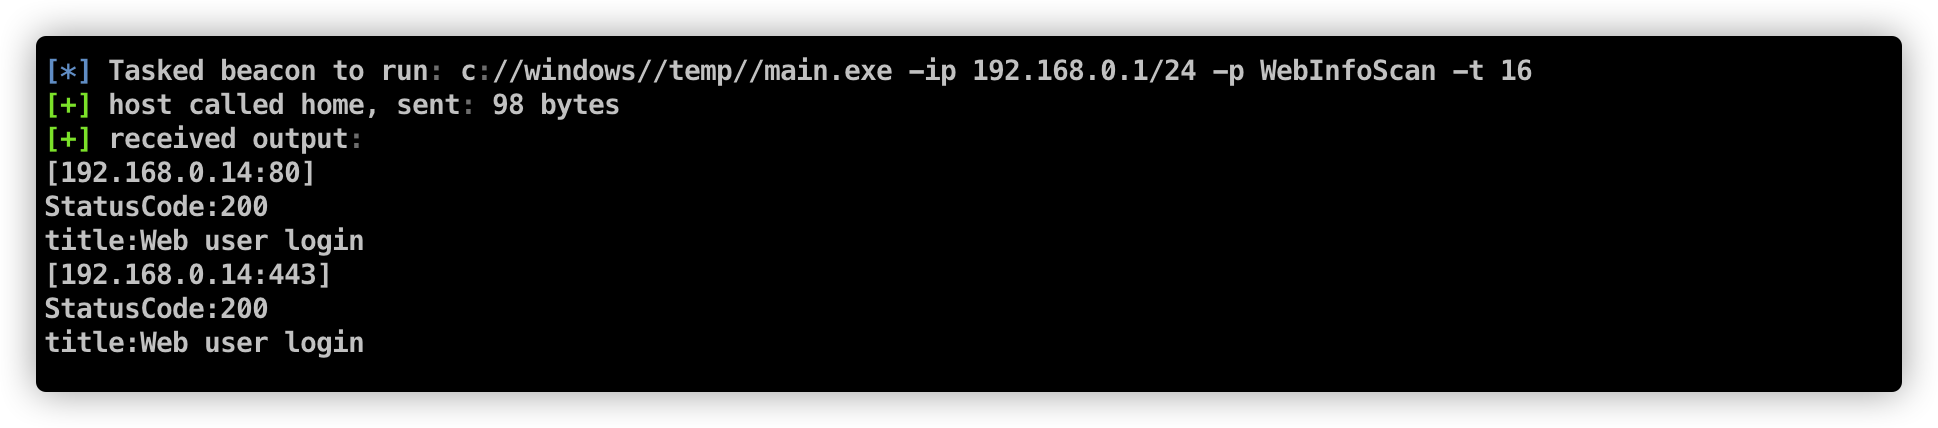 [*] Tasked beacon to run: c://windows//temp//main.exe -ip 192.168.0.1/24 -p WebInfoScan -t 16
[+] host called home, sent: 98 bytes
[+] received output:
[192.168.0.14:80]
StatusCode:200
title:Web user login
[192.168.0.14:443]
StatusCode:200
title:Web user login